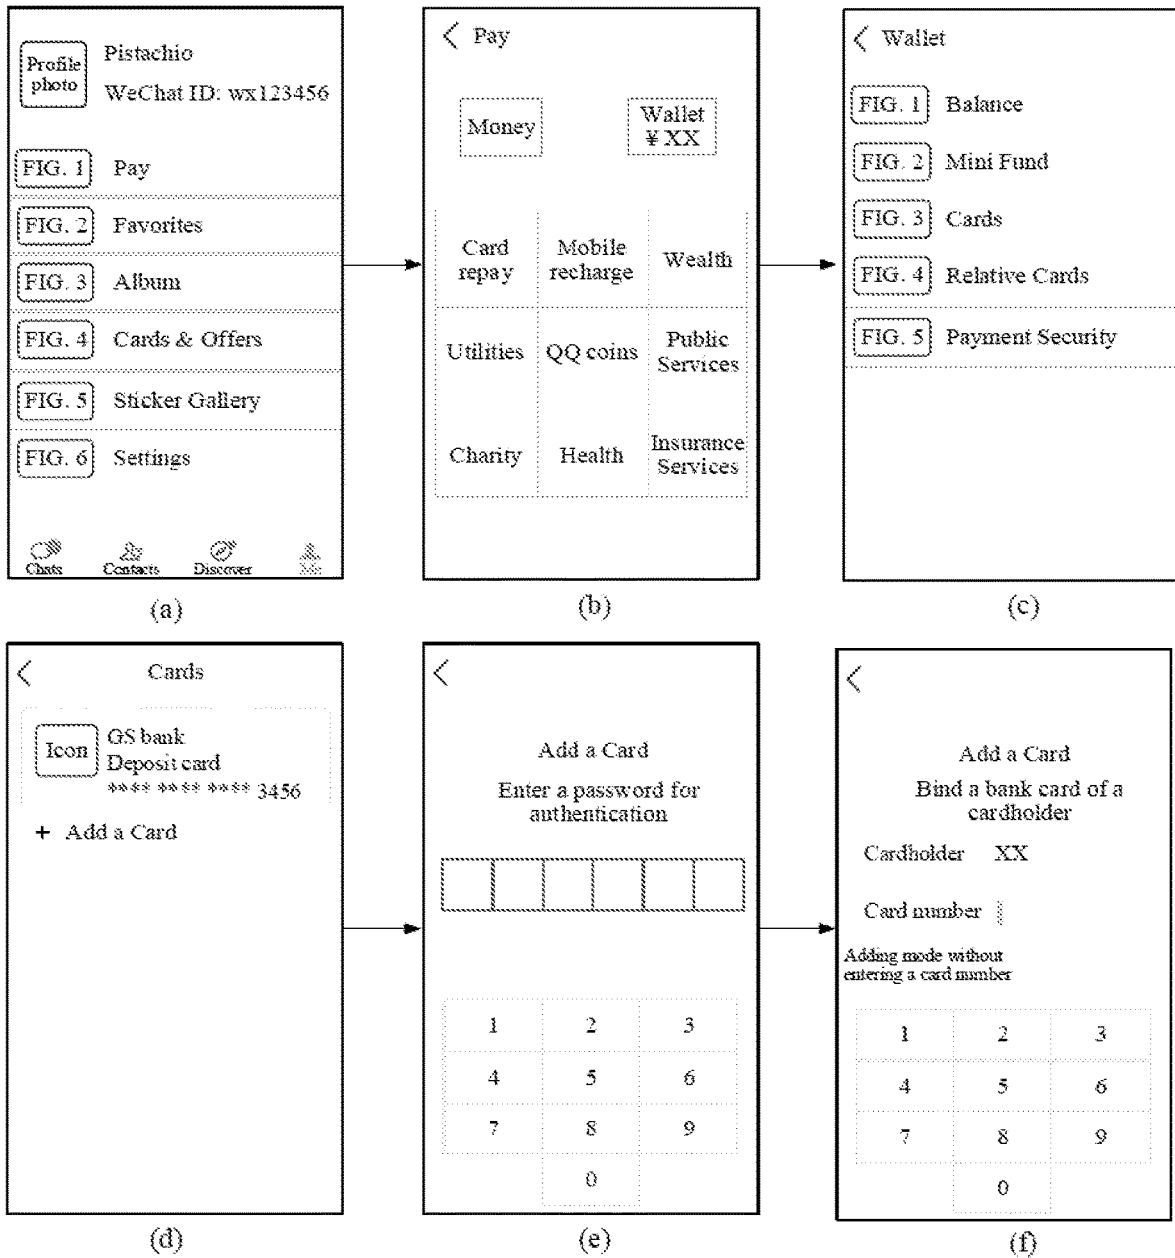 Profile
photo
Pistachio
WeChat ID: wx123456
FIG. 1 Pay
FIG. 2 Favorites
FIG. 3 Album
FIG. 4 Cards & Offers
FIG. 5 Sticker Gallery
FIG. 6 Settings
Chats Contacts Discover
(a)
Pay
Money
Wallet
¥ XX
Card
repay
Mobile
recharge
Wealth
Utilities
QQ coins
Public
Services
Charity
Health
Insurance
Services
(b)
Wallet
FIG. 1 Balance
FIG. 2 Mini Fund
FIG. 3 Cards
FIG. 4 Relative Cards
FIG. 5 Payment Security
(c)
Cards
Icon
GS bank
Deposit card
**** **** **** 3456
+ Add a Card
(d)
Add a Card
Enter a password for
authentication
1 2 3
4 5 6
7 8 9
0
(e)
Add a Card
Bind a bank card of a
cardholder
Cardholder XX
Card number
Adding mode without
entering a card number
1 2 3
4 5 6
7 8 9
0
(f)